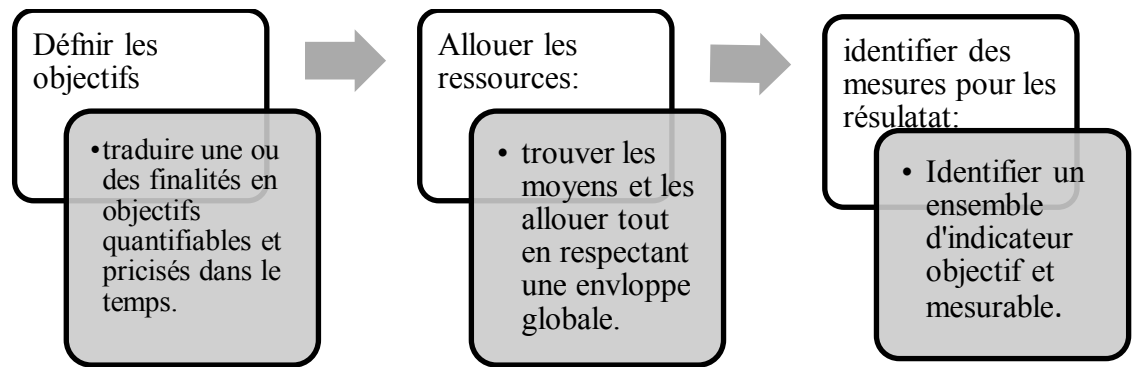 Défnir les
objectifs
•traduire une ou
des finalités en
objectifs
quantifiables et
pricisés dans le
temps.
Allouer les
ressources:
• trouver les
moyens et les
allouer tout
en respectant
une envloppe
globale.
identifier des
mesures pour les
résulatat:
• Identifier un
ensemble
d'indicateur
objectif et
mesurable.